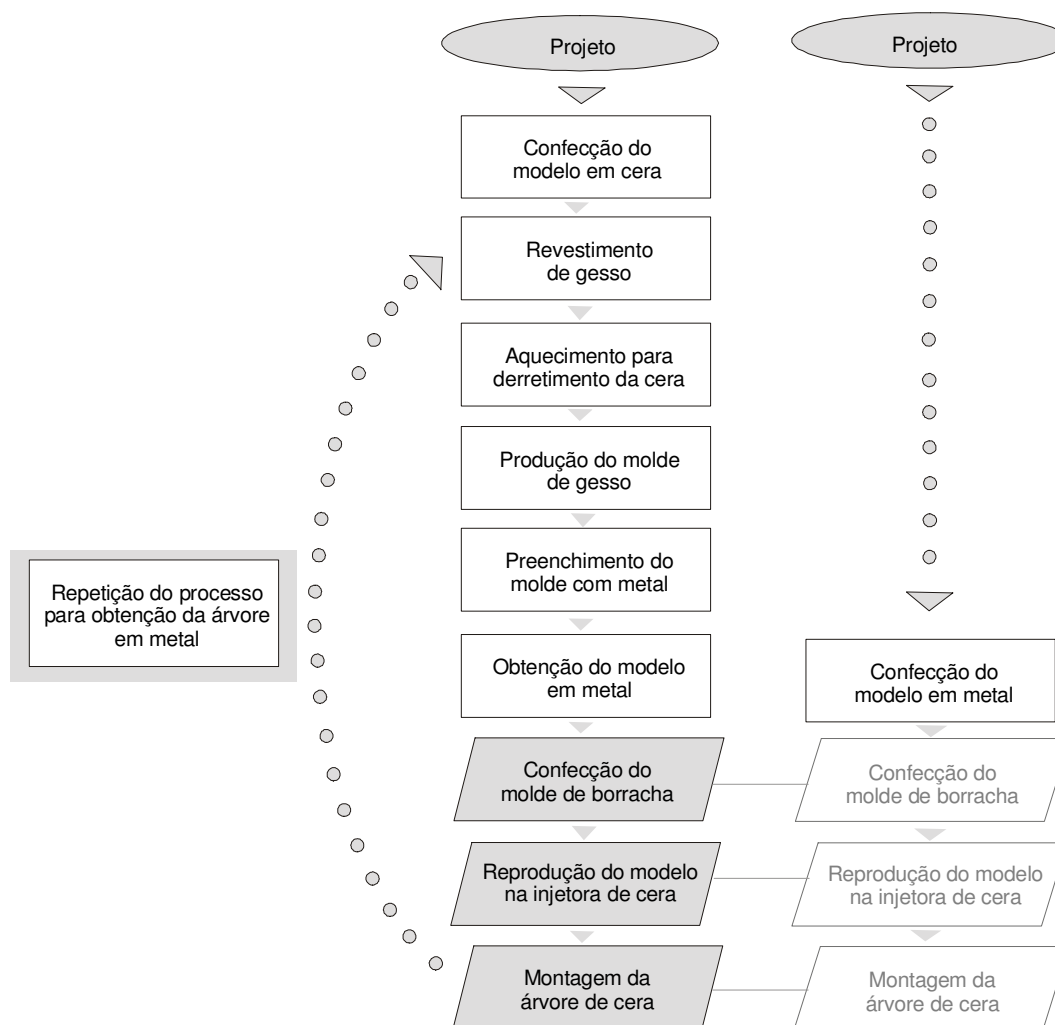 Projeto
Confecção do
modelo em cera
Revestimento
de gesso
Aquecimento para
derretimento da cera
Produção do molde
de gesso
Preenchimento do
molde com metal
Obtenção do modelo
em metal
Confecção do
molde de borracha
Reprodução do modelo
na injetora de cera
Montagem da
árvore de cera
Repetição do processo
para obtenção da árvore
em metal
Projeto
Confecção do
modelo em metal
Confecção do
molde de borracha
Reprodução do modelo
na injetora de cera
Montagem da
árvore de cera